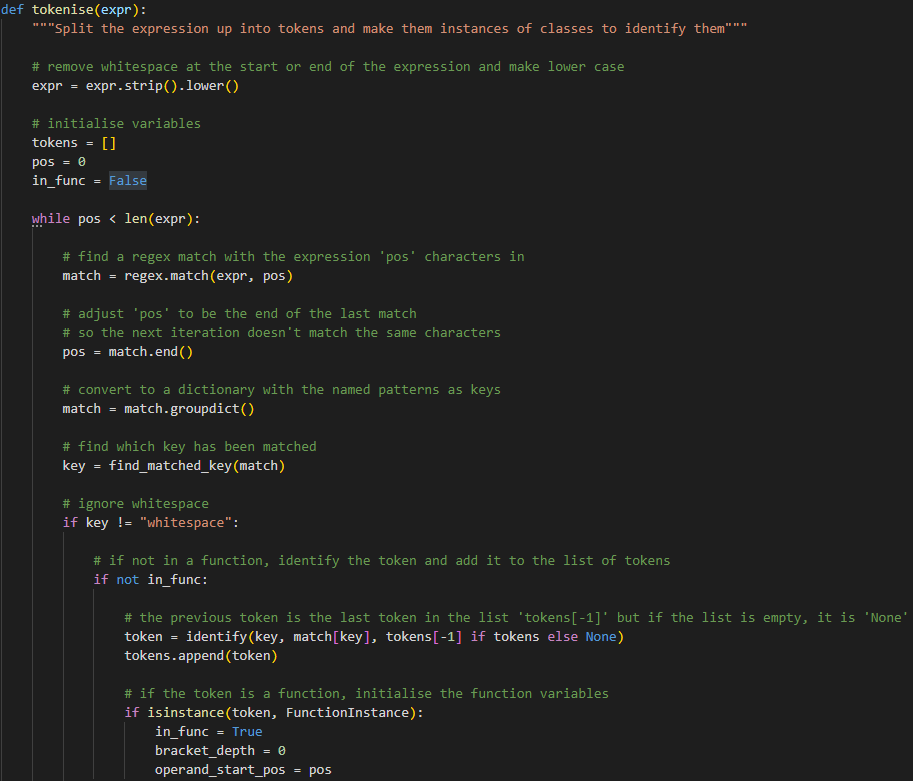 def tokenise(expr):
    """Split the expression up into tokens and make them instances of classes to identify them"""

    # remove whitespace at the start or end of the expression and make lower case
    expr = expr.strip().lower()

    # initialise variables
    tokens = []
    pos = 0
    in_func = False

    while pos < len(expr):

        # find a regex match with the expression 'pos' characters in
        match = regex.match(expr, pos)

        # adjust 'pos' to be the end of the last match
        # so the next iteration doesn't match the same characters
        pos = match.end()

        # convert to a dictionary with the named patterns as keys
        match = match.groupdict()

        # find which key has been matched
        key = find_matched_key(match)

        # ignore whitespace
        if key != "whitespace":

            # if not in a function, identify the token and add it to the list of tokens
            if not in_func:

                # the previous token is the last token in the list 'tokens[-1]' but if the list is empty, it is 'None'
                token = identify(key, match[key], tokens[-1] if tokens else None)
                tokens.append(token)

                # if the token is a function, initialise the function variables
                if isinstance(token, FunctionInstance):
                    in_func = True
                    bracket_depth = 0
                    operand_start_pos = pos